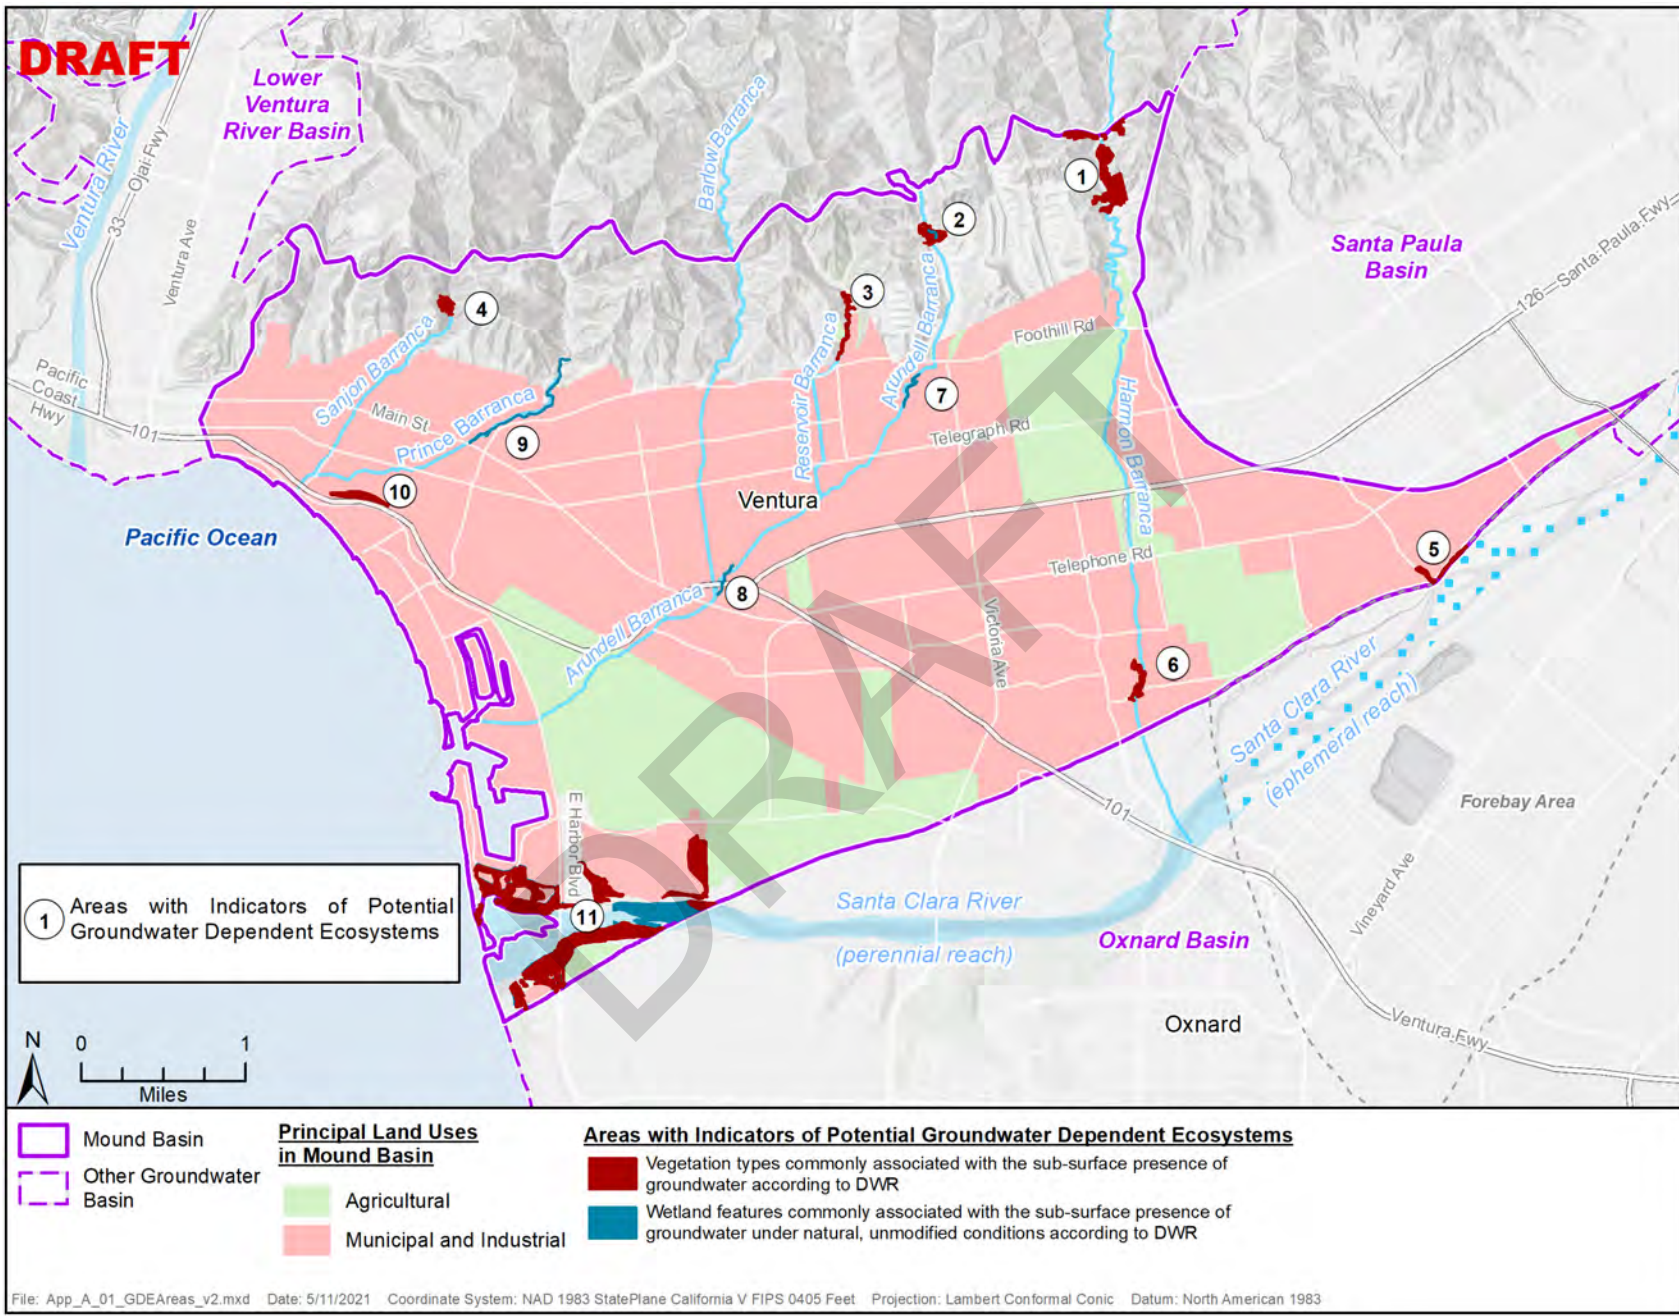 DRAFT
Lower
Ventura
River Basin
Ventura River
33
Ojai Fwy
Ventura Ave
Barlow Barranca
1
2
Santa Paula
Basin
126
Santa Paula Fwy
3
4
Sanjon Barranca
Reservoir Barranca
Arundell Barranca
Foothill Rd
Pacific
Coast
Hwy
101
Main St
Prince Barranca
9
7
Telegraph Rd
Harmon Barranca
10
Ventura
Pacific Ocean
5
Telephone Rd
8
Arundell Barranca
Victoria Ave
6
Santa Clara River
(ephemeral reach)
DRAFT
E Harbor Blvd
101
Forebay Area
Vineyard Ave
11
Santa Clara River
(perennial reach)
Oxnard Basin
Oxnard
Ventura Fwy
1
Areas with Indicators of Potential
Groundwater Dependent Ecosystems
N
0 1
Miles
Mound Basin
Other Groundwater
Basin
Principal Land Uses
in Mound Basin
Agricultural
Municipal and Industrial
Areas with Indicators of Potential Groundwater Dependent Ecosystems
Vegetation types commonly associated with the sub-surface presence of
groundwater according to DWR
Wetland features commonly associated with the sub-surface presence of
groundwater under natural, unmodified conditions according to DWR
File: App_A_01_GDEAreas_v2.mxd Date: 5/11/2021 Coordinate System: NAD 1983 StatePlane California V FIPS 0405 Feet Projection: Lambert Conformal Conic Datum: North American 1983